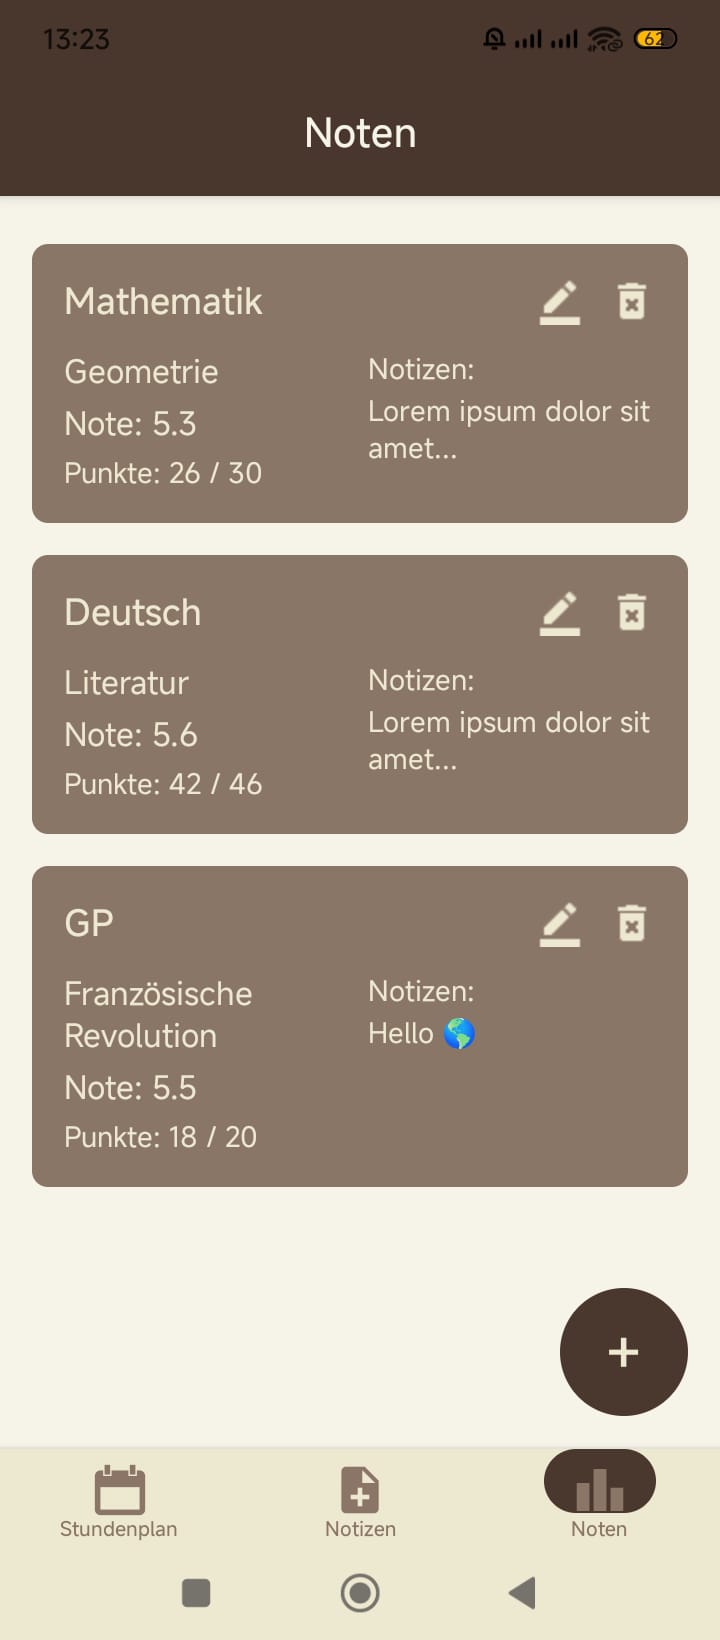 13:23
62
Noten
Mathematik
Geometrie
Note: 5.3
Punkte: 26 / 30
Notizen:
Lorem ipsum dolor sit
amet...
Deutsch
Literatur
Note: 5.6
Punkte: 42 / 46
Notizen:
Lorem ipsum dolor sit
amet...
GP
Französische
Revolution
Note: 5.5
Punkte: 18 / 20
Notizen:
Hello 🌎
+
Stundenplan
Notizen
Noten